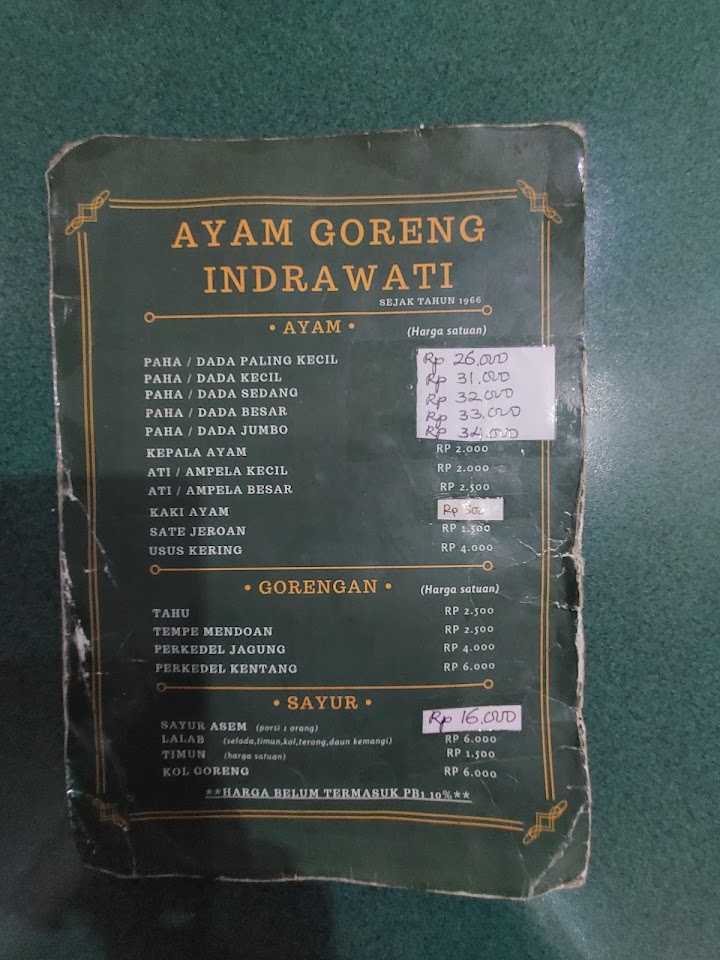 AYAM GORENG
INDRAWATI
SEJAK TAHUN 1966
• AYAM • (Harga satuan)
PAHA / DADA PALING KECIL Rp 26.000
PAHA / DADA KECIL Rp 31.000
PAHA / DADA SEDANG Rp 32.000
PAHA / DADA BESAR Rp 33.000
PAHA / DADA JUMBO Rp 34.000
KEPALA AYAM RP 2.000
ATI / AMPELA KECIL RP 2.000
ATI / AMPELA BESAR RP 2.500
KAKI AYAM Rp
SATE JEROAN RP 1.500
USUS KERING RP 4.000
• GORENGAN • (Harga satuan)
TAHU RP 2.500
TEMPE MENDOAN RP 2.500
PERKEDEL JAGUNG RP 4.000
PERKEDEL KENTANG RP 6.000
• SAYUR •
SAYUR ASEM (porsi 1 orang) Rp 16.000
LALAB (selada,timun,kol,terong,daun kemangi) RP 6.000
TIMUN (harga satuan) RP 1.500
KOL GORENG RP 6.000
**HARGA BELUM TERMASUK PB1 10%**